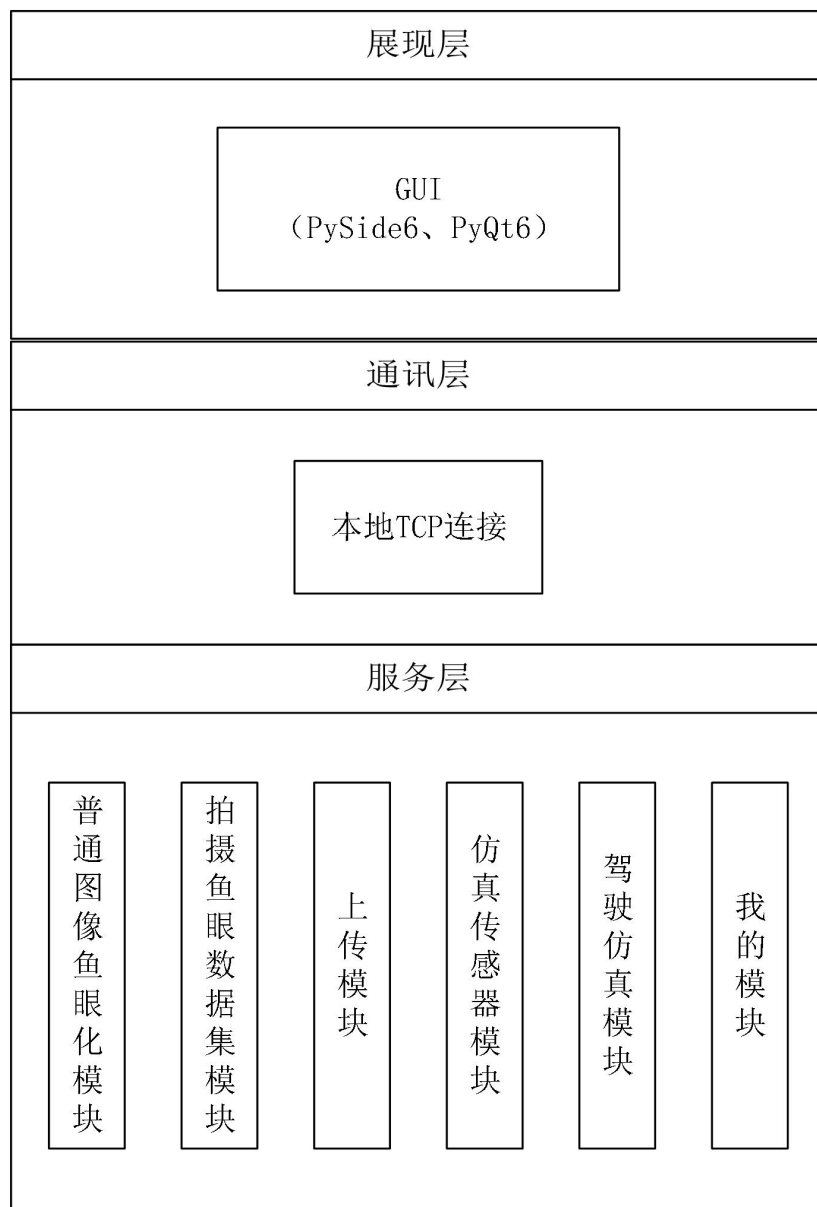 展现层
GUI
（PySide6、PyQt6）
通讯层
本地TCP连接
服务层
普通图像鱼眼化模块
拍摄鱼眼数据集模块
上传模块
仿真传感器模块
驾驶仿真模块
我的模块